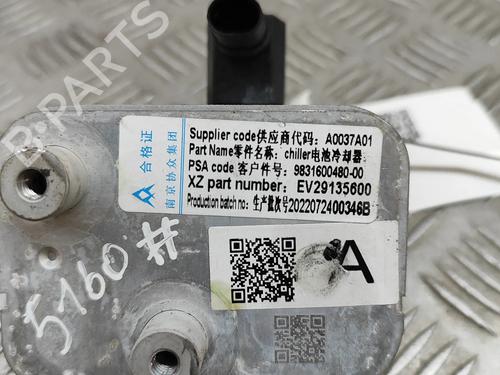 B-PARTS
合格证
南京协众集团
Supplier code供应商代码: A0037A01
Part Name零件名称: chiller电池冷却器
PSA code 客户件号: 9831600480-00
XZ part number: EV29135600
Production batch no: 生产批次号2022072400346B
A
5160#